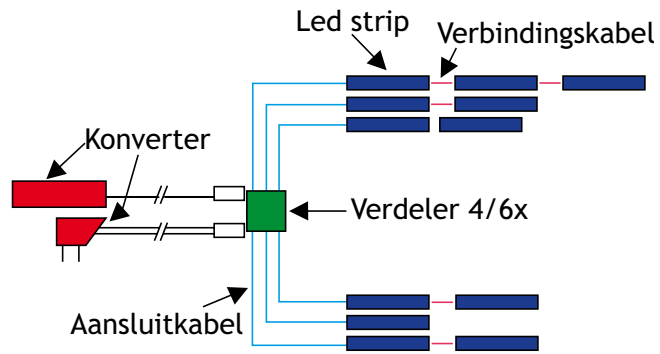 Led strip
Verbindingskabel
Konverter
Verdeler 4/6x
Aansluitkabel